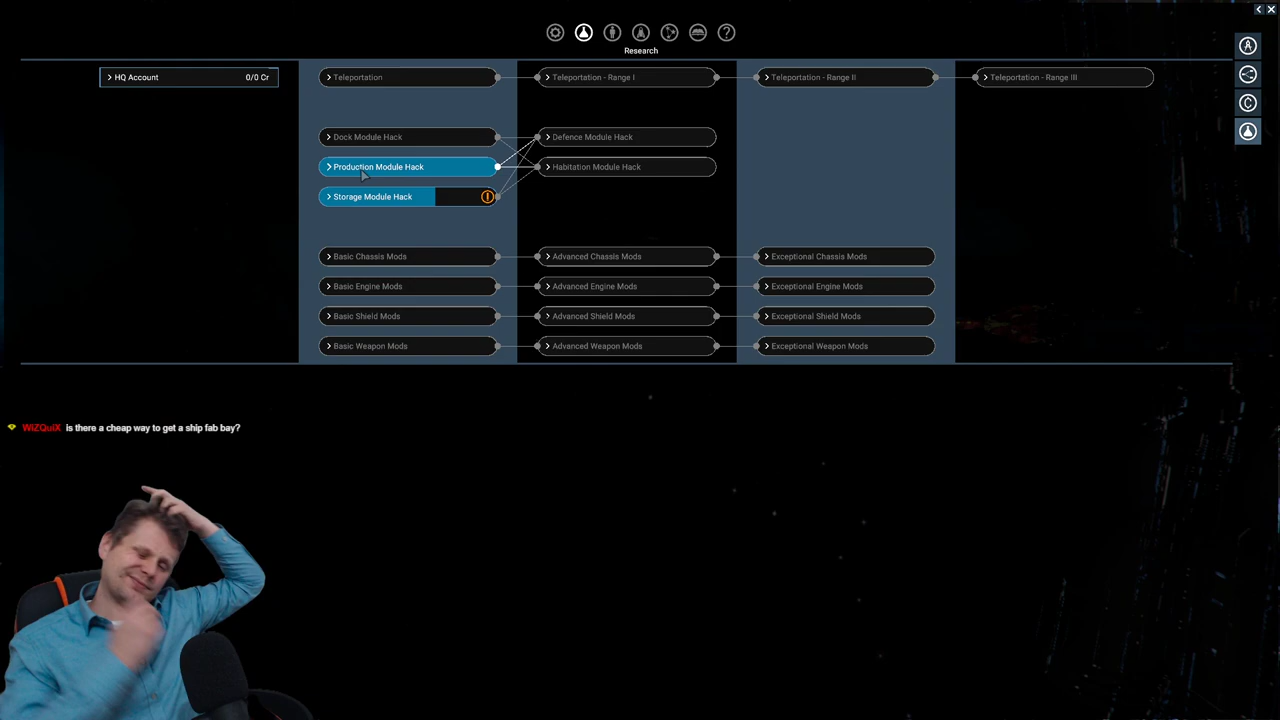 Research
HQ Account 0/0 Cr
Teleportation
Teleportation - Range I
Teleportation - Range II
Teleportation - Range III
Dock Module Hack
Defence Module Hack
Production Module Hack
Habitation Module Hack
Storage Module Hack
Basic Chassis Mods
Advanced Chassis Mods
Exceptional Chassis Mods
Basic Engine Mods
Advanced Engine Mods
Exceptional Engine Mods
Basic Shield Mods
Advanced Shield Mods
Exceptional Shield Mods
Basic Weapon Mods
Advanced Weapon Mods
Exceptional Weapon Mods
WiZQuiX is there a cheap way to get a ship fab bay?